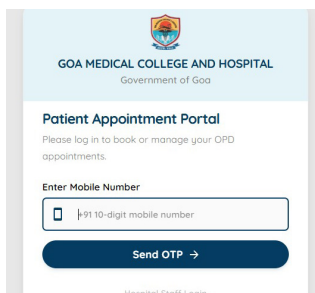 GOA MEDICAL COLLEGE AND HOSPITAL
Government of Goa
Patient Appointment Portal
Please log in to book or manage your OPD
appointments.
Enter Mobile Number
+91 10-digit mobile number
Send OTP →
Hospital Staff Login